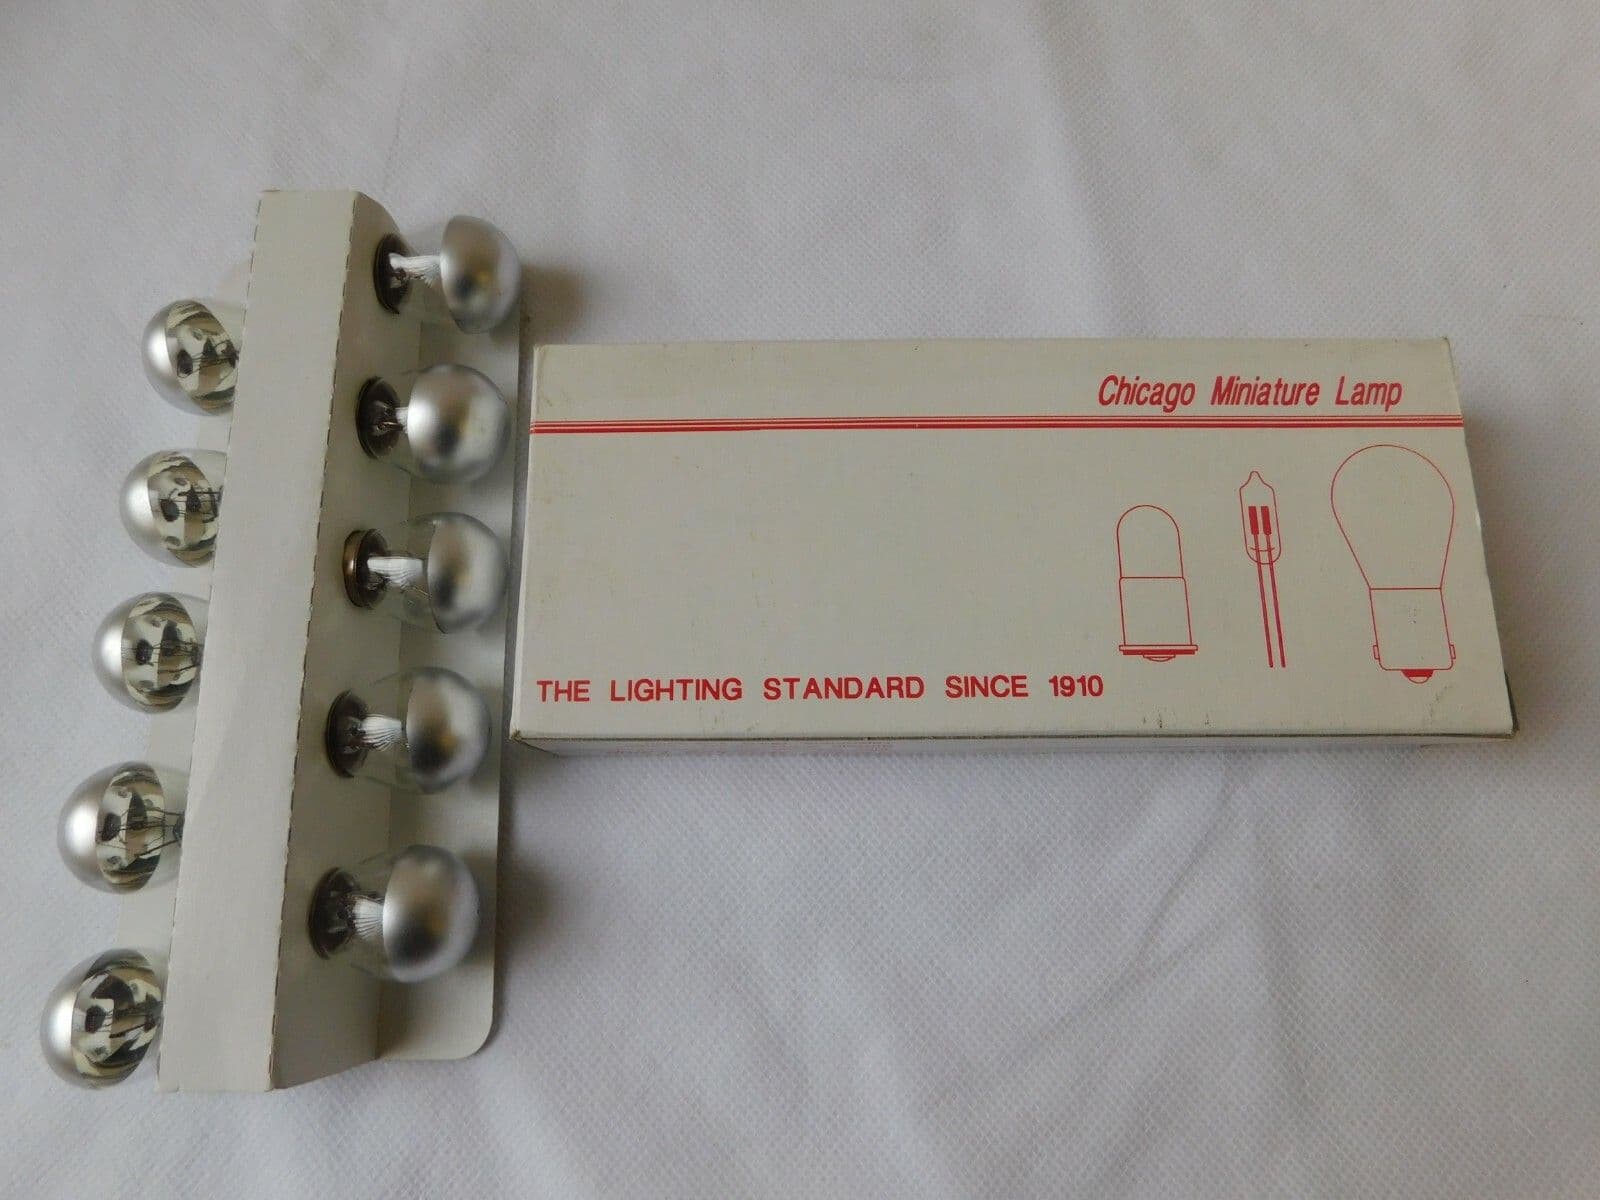 Chicago Miniature Lamp
THE LIGHTING STANDARD SINCE 1910